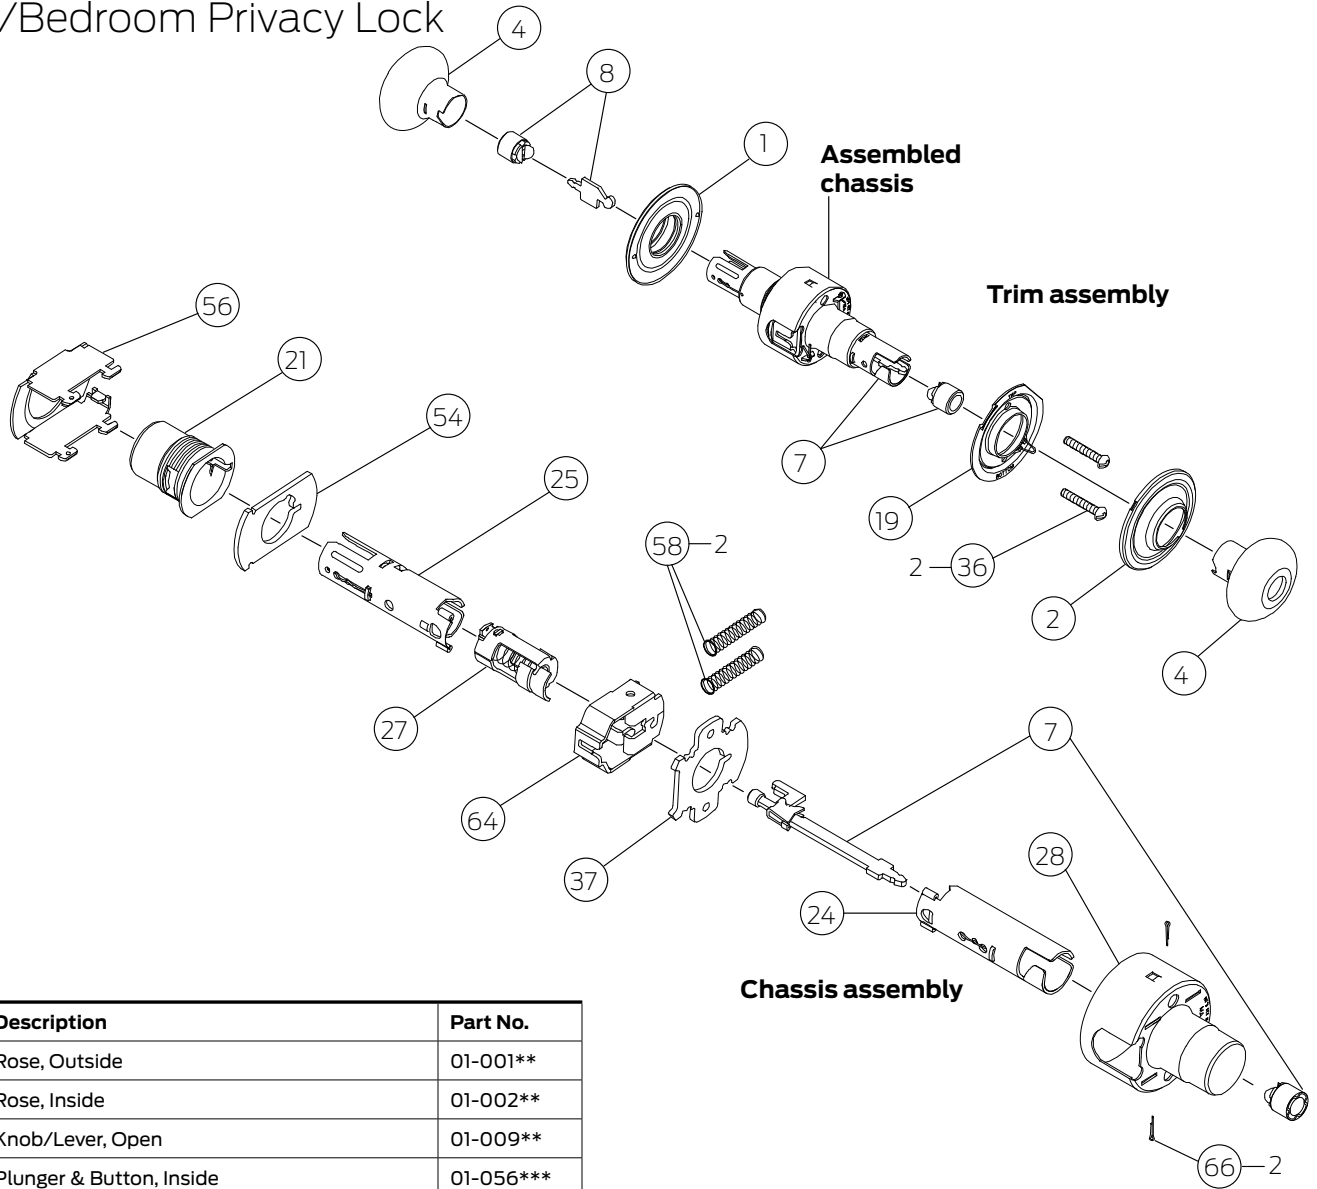 /Bedroom Privacy Lock
4
8
1
Assembled
chassis
Trim assembly
56
21
54
25
58 — 2
7
19
2 — 36
2
4
27
64
37
7
28
24
Chassis assembly
66 — 2
Description Part No.
Rose, Outside 01-001**
Rose, Inside 01-002**
Knob/Lever, Open 01-009**
Plunger & Button, Inside 01-056***